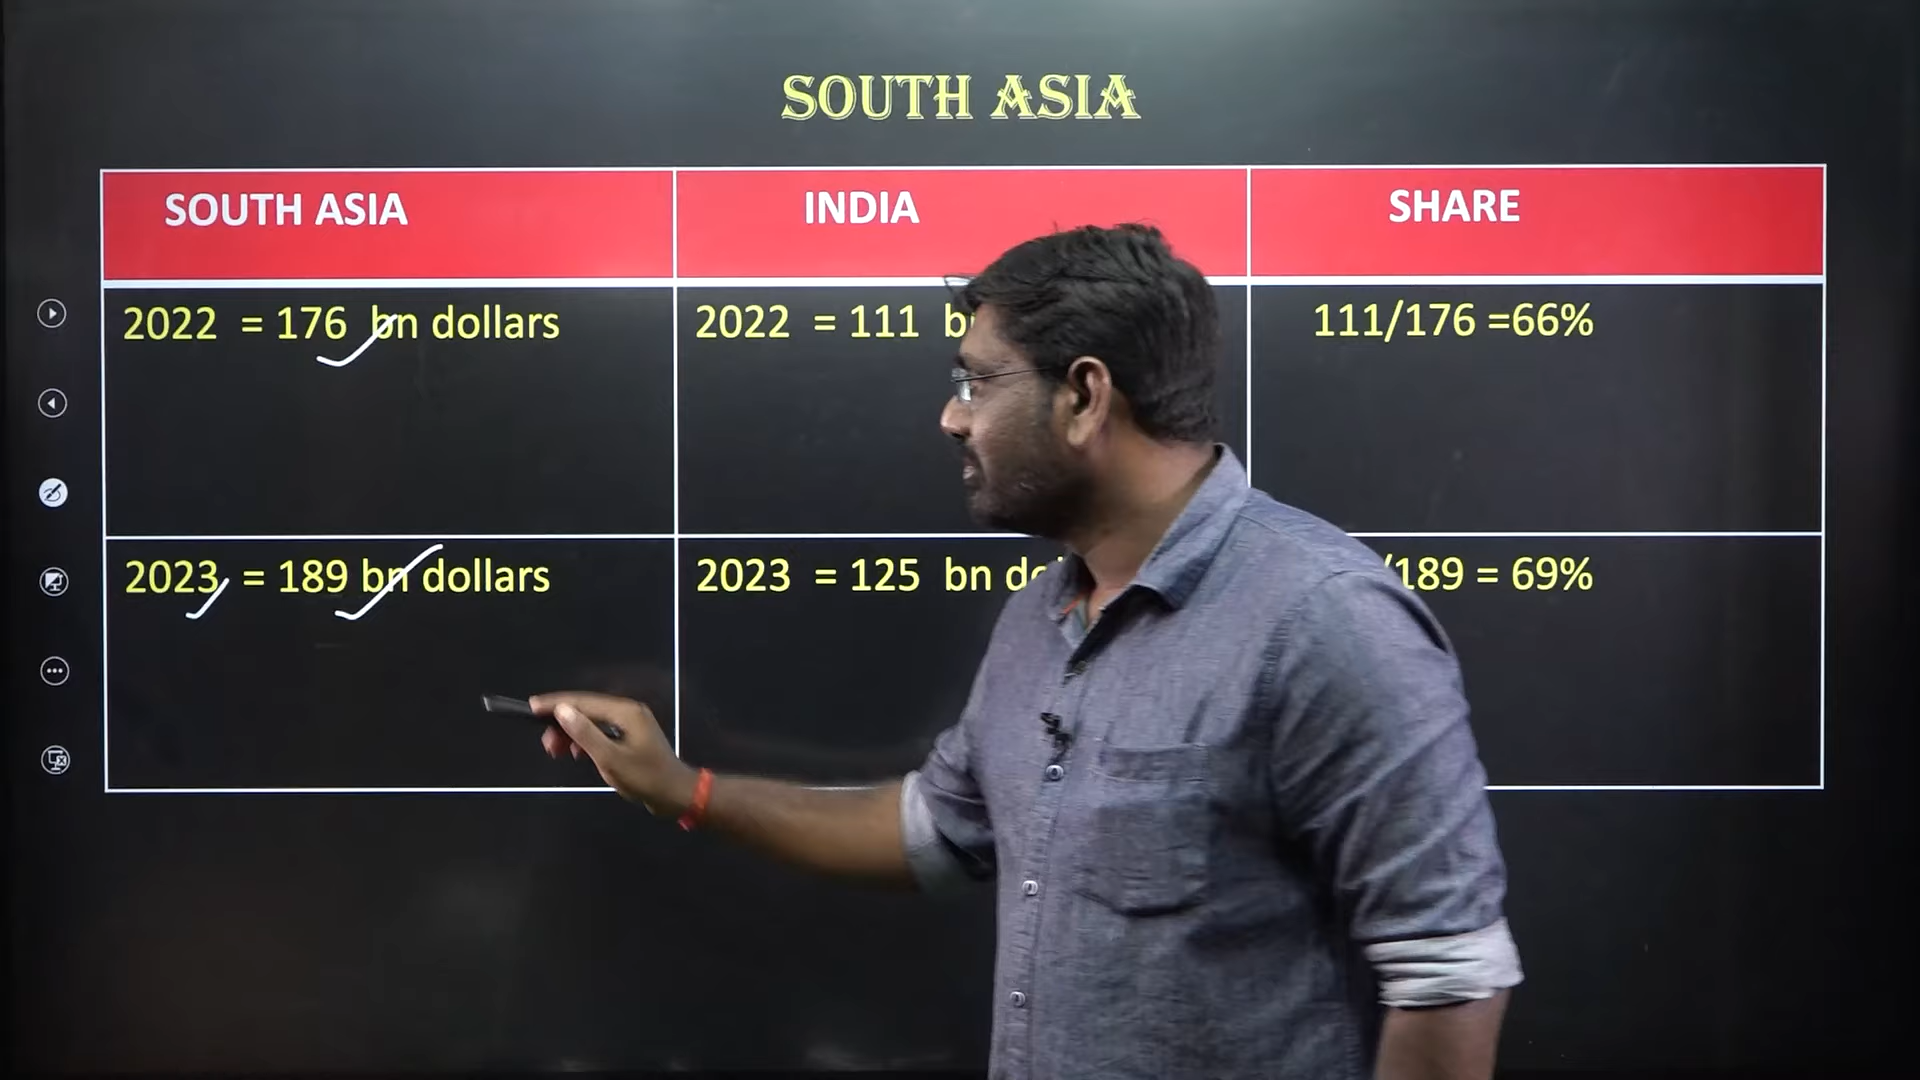 SOUTH ASIA
SOUTH ASIA INDIA SHARE
2022 = 176 bn dollars 2022 = 111 111/176 =66%
2023 = 189 bn dollars 2023 = 125 bn /189 = 69%